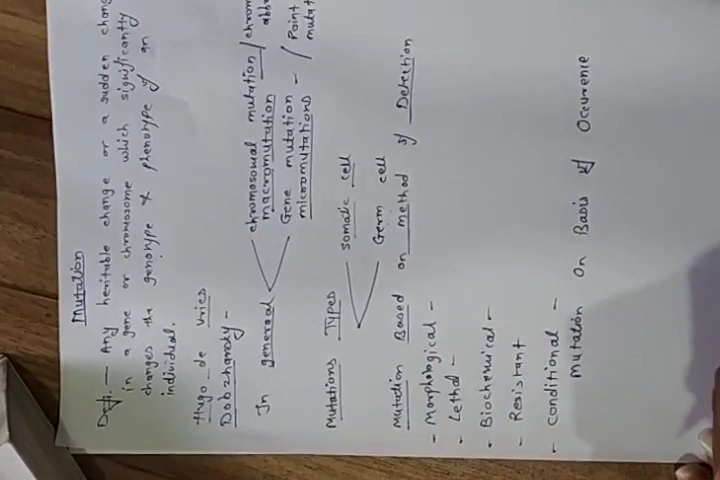 Mutation
Defi. — Any heritable change or a sudden change
in a gene or chromosome which significantly
changes the genotype & phenotype of an
individual.
Hugo de vries
Dobzhansky -
In general
chromosomal mutation /
macromutation
Gene mutation - / Point
micromutations
Mutations Types
somatic cell
Germ cell
Mutation Based on method of Detection
- Morphological -
- Lethal -
- Biochemical -
- Resistant
- Conditional -
Mutation On Basis of Occurrence